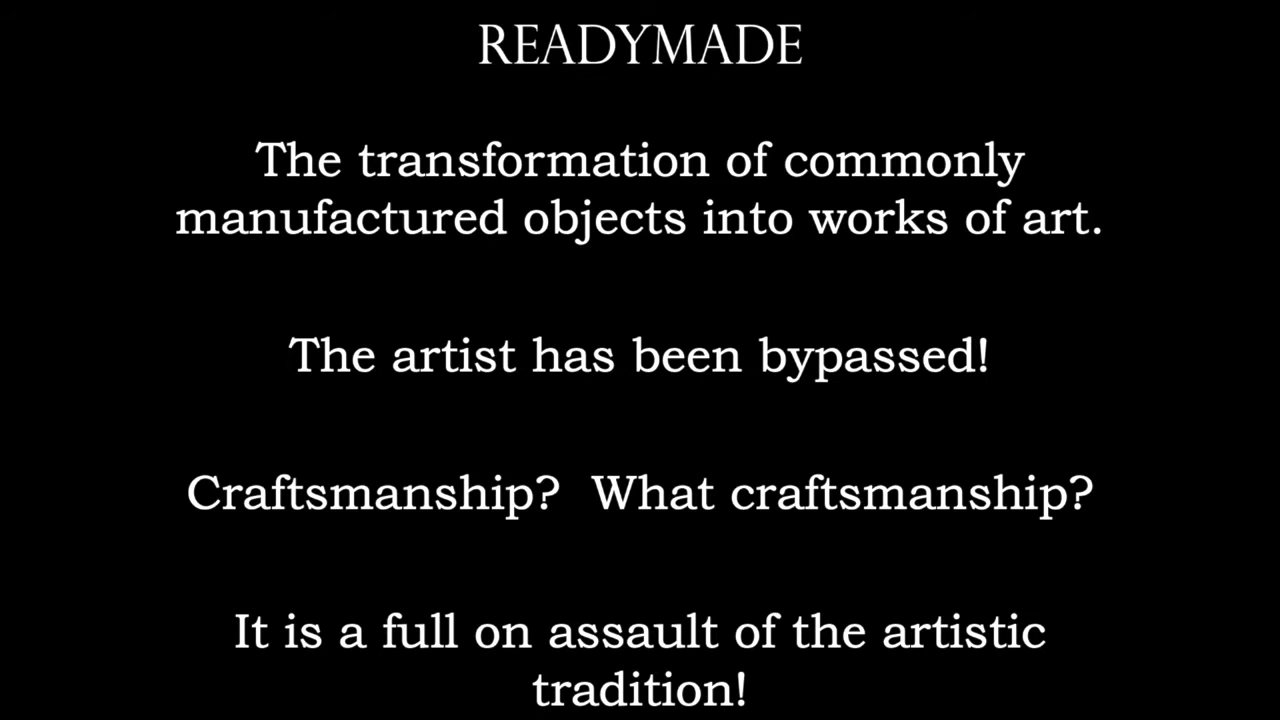 READYMADE
The transformation of commonly
manufactured objects into works of art.
The artist has been bypassed!
Craftsmanship?  What craftsmanship?
It is a full on assault of the artistic
tradition!